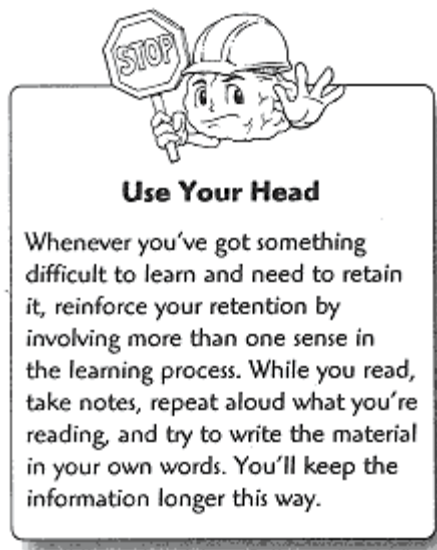 STOP
Use Your Head
Whenever you've got something
difficult to learn and need to retain
it, reinforce your retention by
involving more than one sense in
the learning process. While you read,
take notes, repeat aloud what you're
reading, and try to write the material
in your own words. You'll keep the
information longer this way.